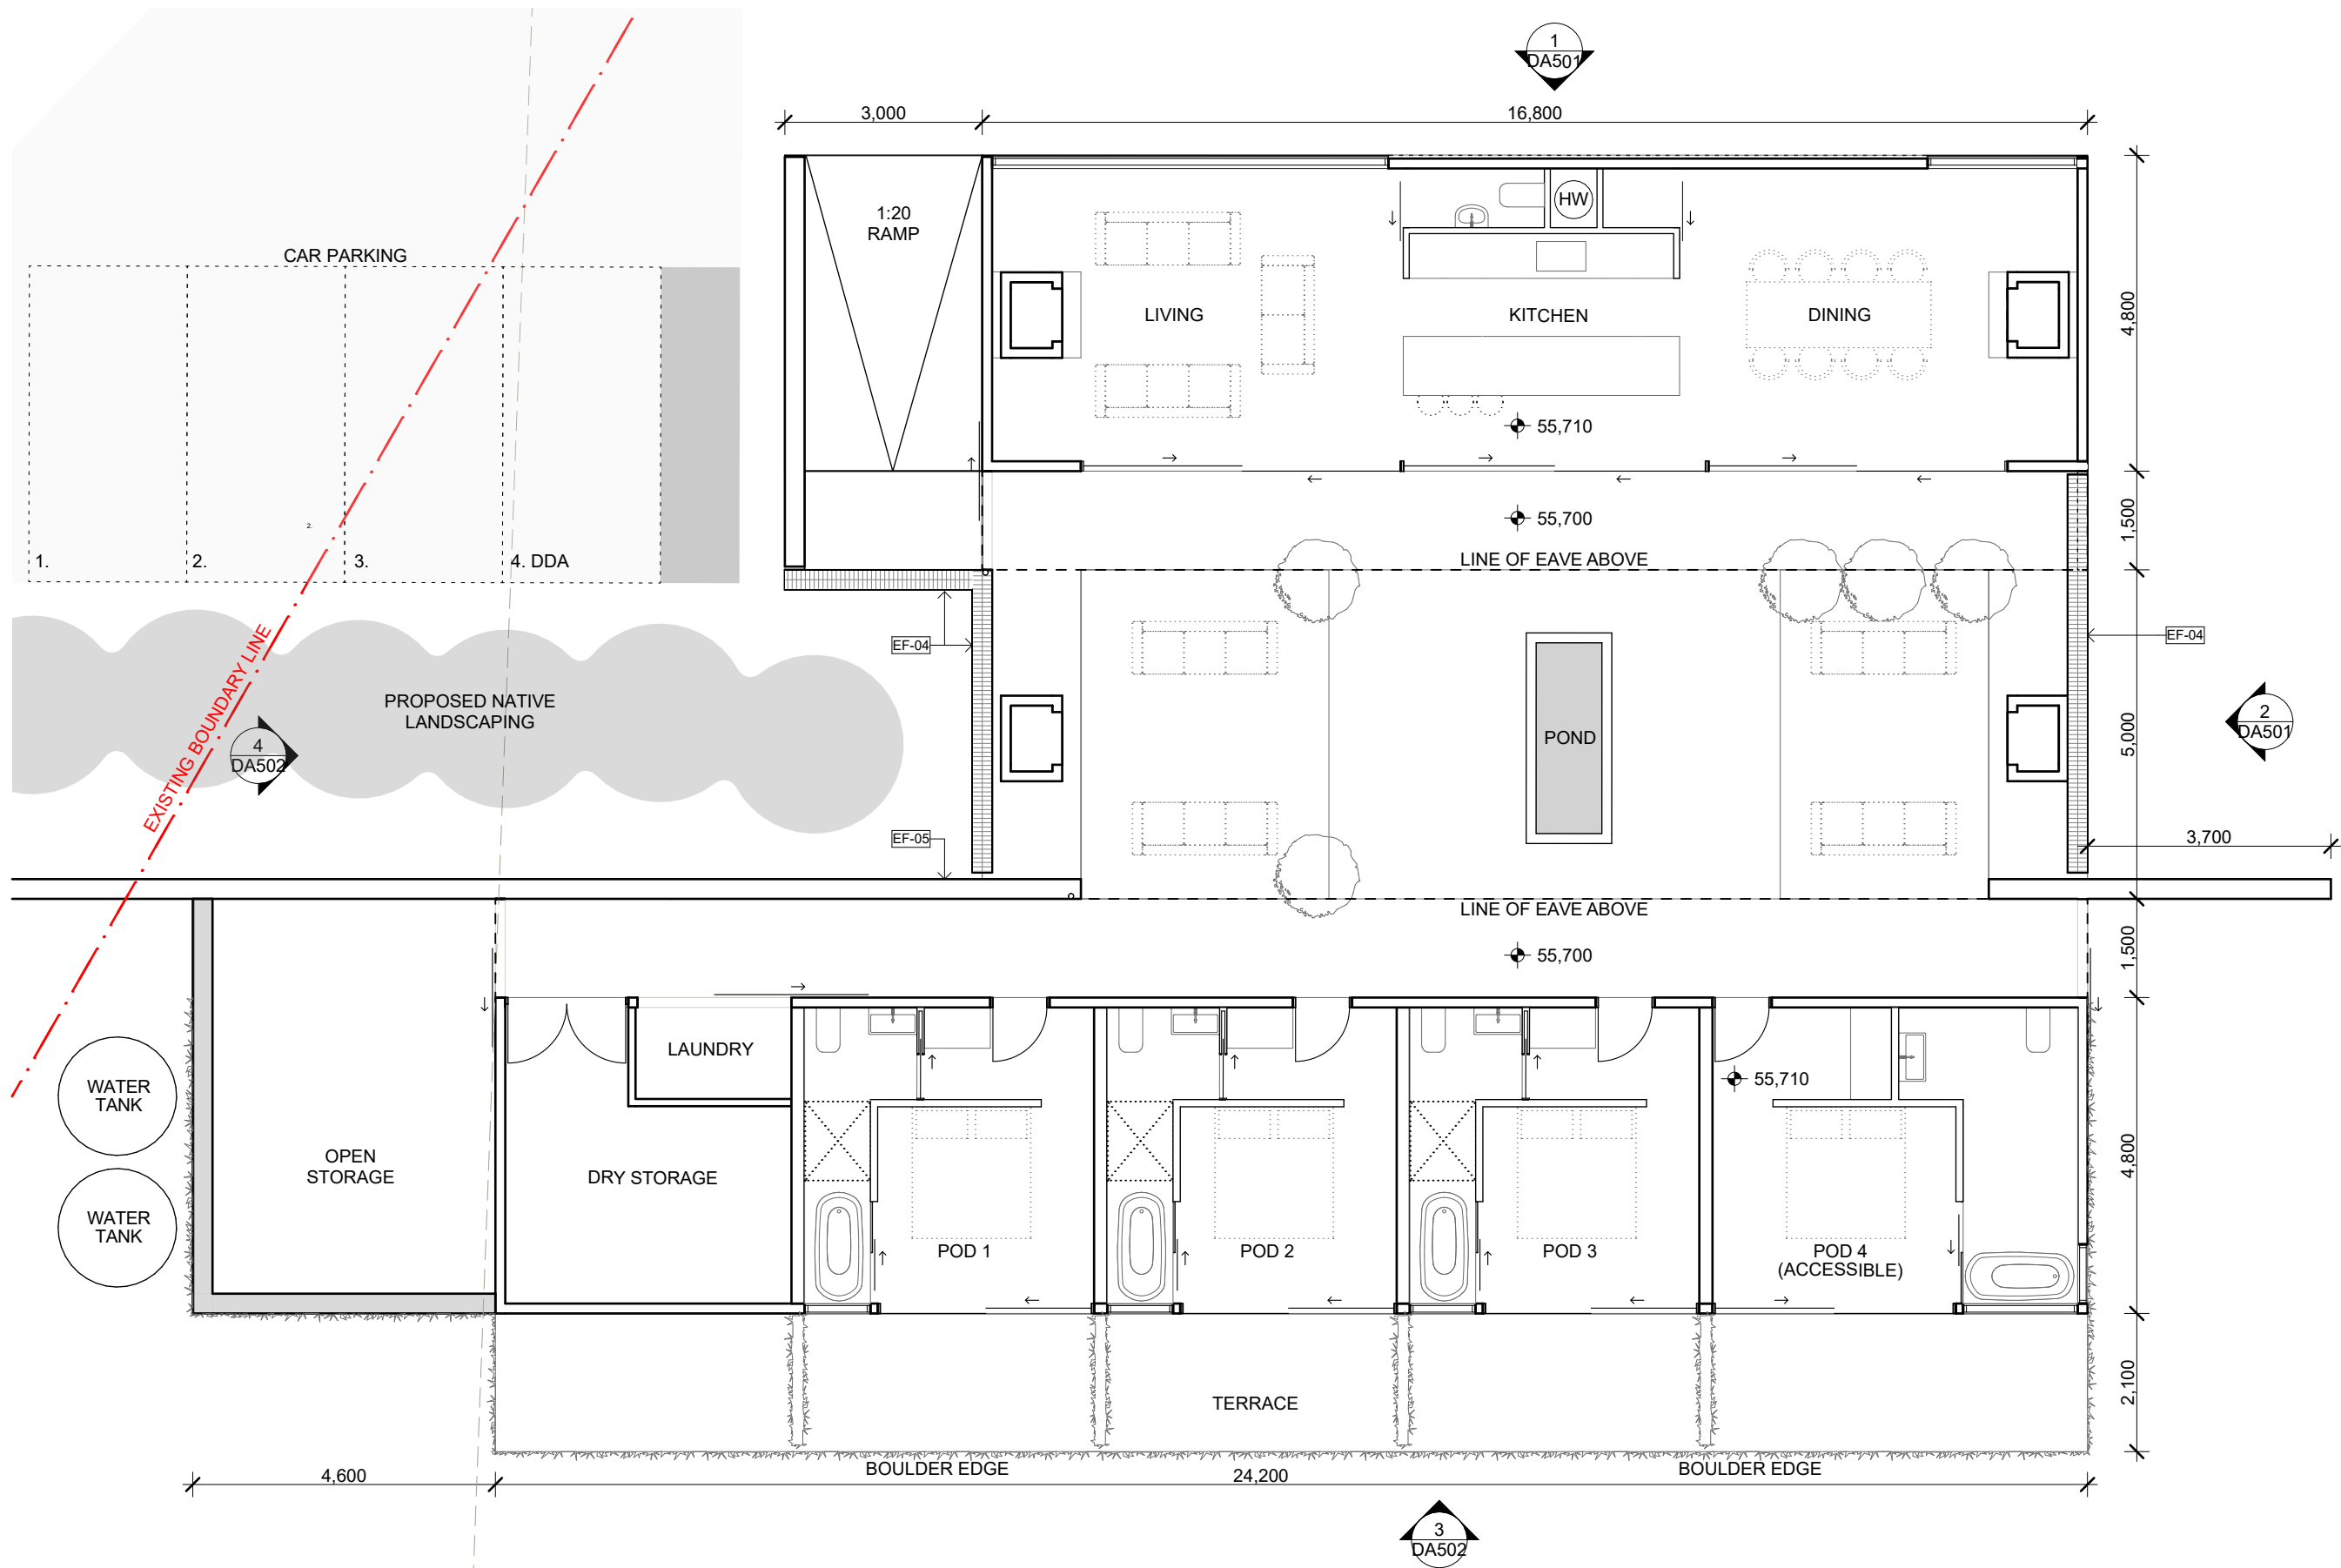 1
DA501
3,000
16,800
1:20
RAMP
HW
CAR PARKING
LIVING
KITCHEN
DINING
4,800
55,710
2.
55,700
1,500
1.
2.
3.
4. DDA
LINE OF EAVE ABOVE
EF-04
EF-04
EXISTING BOUNDARY LINE
PROPOSED NATIVE
LANDSCAPING
4
DA502
POND
5,000
2
DA501
EF-05
3,700
LINE OF EAVE ABOVE
55,700
1,500
LAUNDRY
55,710
WATER
TANK
OPEN
STORAGE
DRY STORAGE
4,800
WATER
TANK
POD 1
POD 2
POD 3
POD 4
(ACCESSIBLE)
TERRACE
2,100
BOULDER EDGE
BOULDER EDGE
4,600
24,200
3
DA502